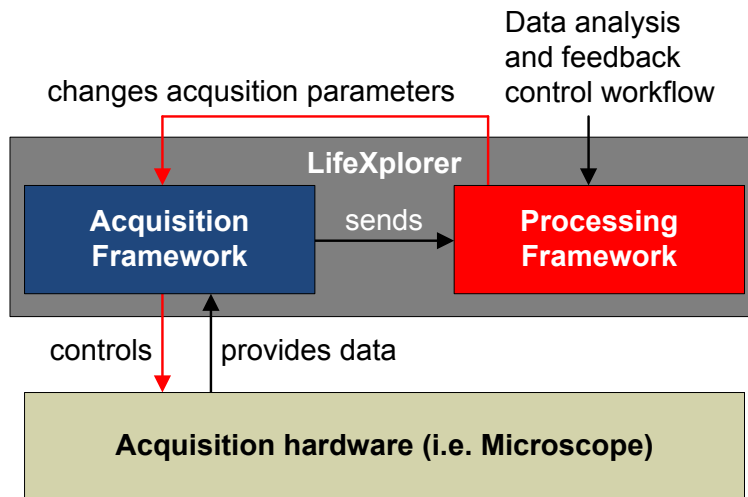 Data analysis
and feedback
control workflow
changes acqusition parameters
LifeXplorer
Acquisition
Framework
sends
Processing
Framework
controls
provides data
Acquisition hardware (i.e. Microscope)